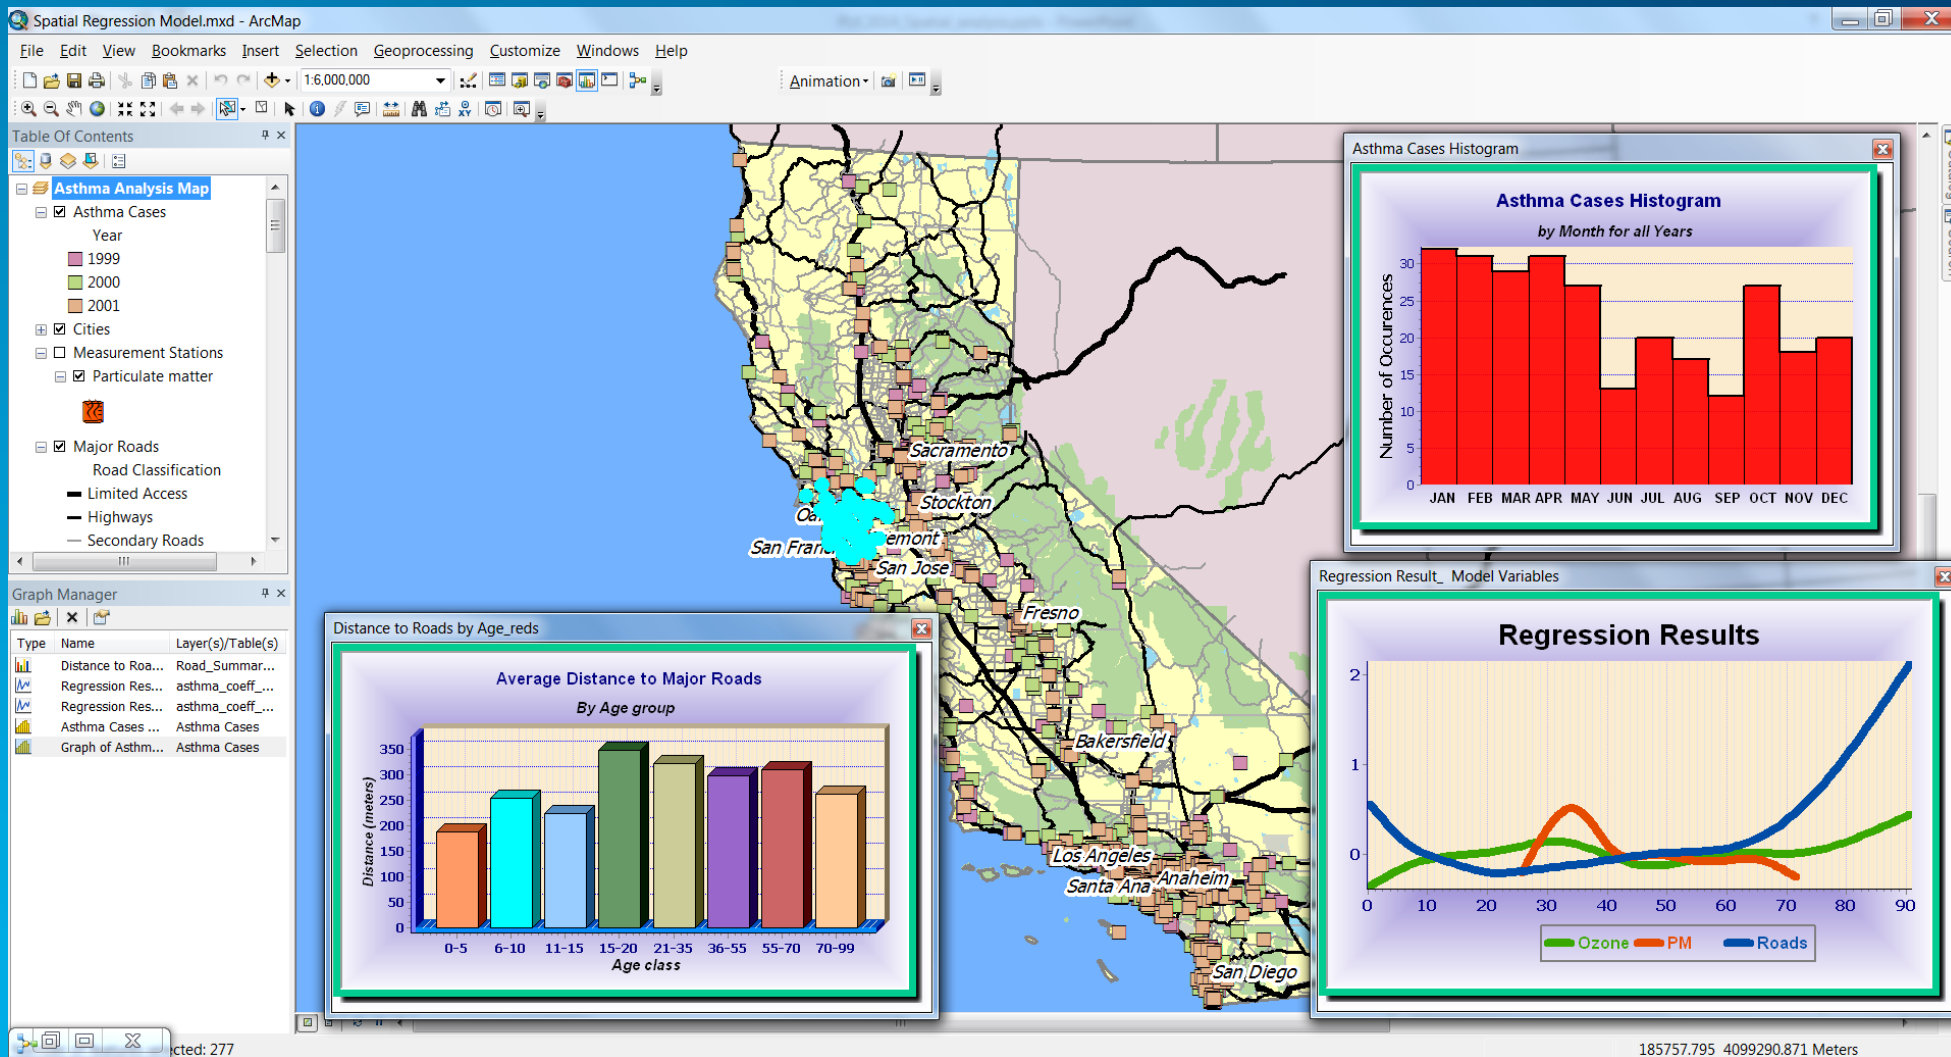 Spatial Regression Model.mxd - ArcMap
File Edit View Bookmarks Insert Selection Geoprocessing Customize Windows Help
1:6,000,000
Animation
Table Of Contents
Asthma Analysis Map
Asthma Cases
Year
1999
2000
2001
Cities
Measurement Stations
Particulate matter
Major Roads
Road Classification
Limited Access
Highways
Secondary Roads
Graph Manager
Type Name Layer(s)/Table(s)
Distance to Roa... Road_Summar...
Regression Res... asthma_coeff_...
Regression Res... asthma_coeff_...
Asthma Cases ... Asthma Cases
Graph of Asthm... Asthma Cases
Sacramento
Stockton
Oa
emont
San Fran
San Jose
Fresno
Bakersfield
Los Angeles
Santa Ana
Anaheim
San Diego
Asthma Cases Histogram
Asthma Cases Histogram
by Month for all Years
Number of Occurences
30
25
20
15
10
5
0
JAN FEB MAR APR MAY JUN JUL AUG SEP OCT NOV DEC
Distance to Roads by Age_reds
Average Distance to Major Roads
By Age group
Distance (meters)
350
300
250
200
150
100
50
0
0-5 6-10 11-15 15-20 21-35 36-55 55-70 70-99
Age class
Regression Result_ Model Variables
Regression Results
2
1
0
0 10 20 30 40 50 60 70 80 90
Ozone PM Roads
ected: 277
185757.795 4099290.871 Meters